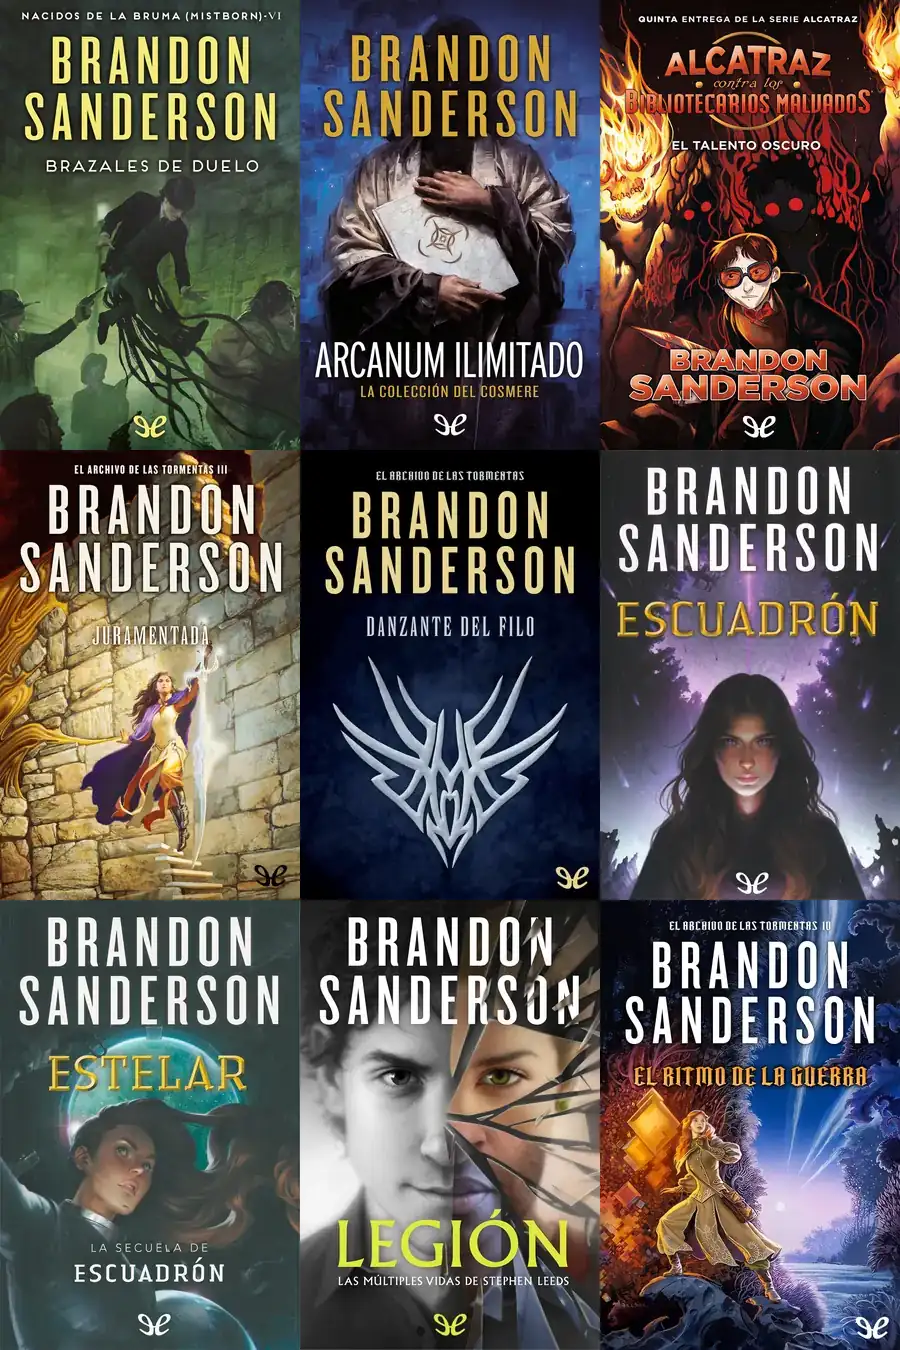 NACIDOS DE LA BRUMA (MISTBORN)-VI
BRANDON
SANDERSON
BRAZALES DE DUELO
BRANDON
SANDERSON
ARCANUM ILIMITADO
LA COLECCIÓN DEL COSMERE
QUINTA ENTREGA DE LA SERIE ALCATRAZ
ALCATRAZ
contra los
BIBLIOTECARIOS MALVADOS
EL TALENTO OSCURO
BRANDON
SANDERSON
EL ARCHIVO DE LAS TORMENTAS III
BRANDON
SANDERSON
JURAMENTADA
EL ARCHIVO DE LAS TORMENTAS
BRANDON
SANDERSON
DANZANTE DEL FILO
BRANDON
SANDERSON
ESCUADRÓN
BRANDON
SANDERSON
ESTELAR
LA SECUELA DE
ESCUADRÓN
BRANDON
SANDERSON
LEGIÓN
LAS MÚLTIPLES VIDAS DE STEPHEN LEEDS
EL ARCHIVO DE LAS TORMENTAS IV
BRANDON
SANDERSON
EL RITMO DE LA GUERRA